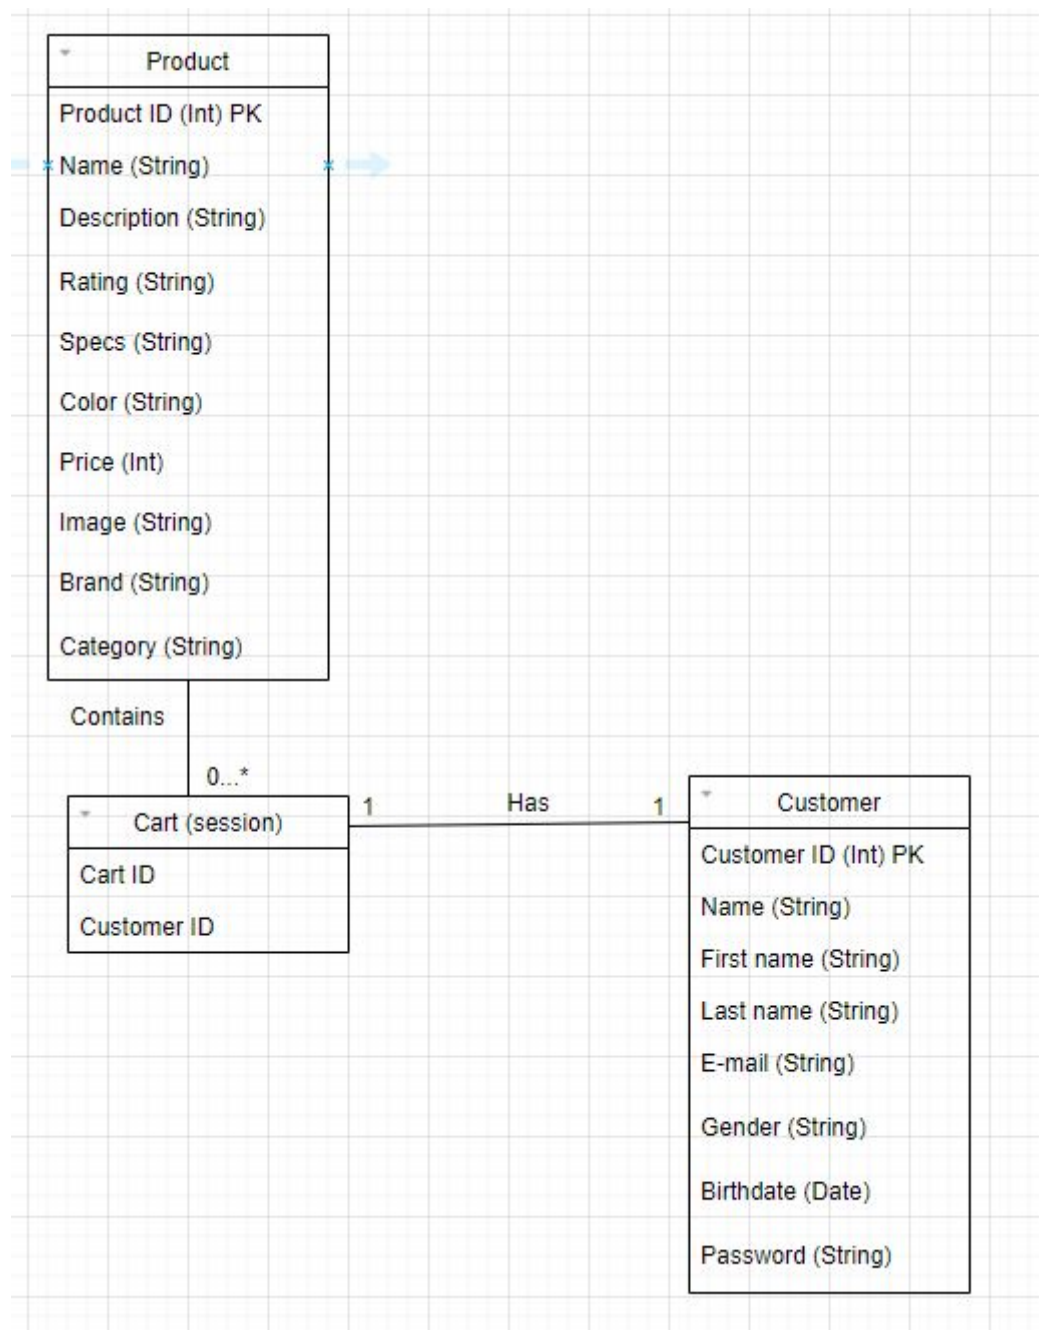 Product
Product ID (Int) PK
Name (String)
Description (String)
Rating (String)
Specs (String)
Color (String)
Price (Int)
Image (String)
Brand (String)
Category (String)
Contains
0...*
Cart (session)
Cart ID
Customer ID
1
Has
1
Customer
Customer ID (Int) PK
Name (String)
First name (String)
Last name (String)
E-mail (String)
Gender (String)
Birthdate (Date)
Password (String)